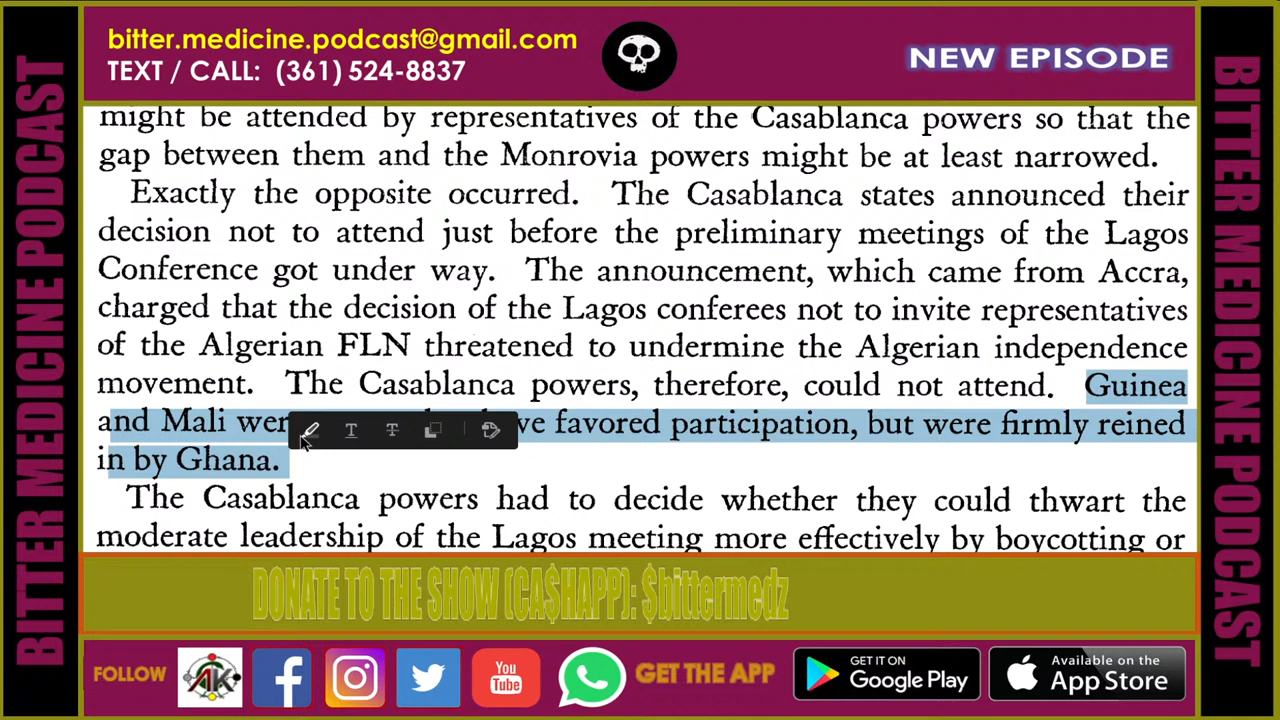 bitter.medicine.podcast@gmail.com
TEXT / CALL: (361) 524-8837
NEW EPISODE
BITTER MEDICINE PODCAST
might be attended by representatives of the Casablanca powers so that the
gap between them and the Monrovia powers might be at least narrowed.
Exactly the opposite occurred. The Casablanca states announced their
decision not to attend just before the preliminary meetings of the Lagos
Conference got under way. The announcement, which came from Accra,
charged that the decision of the Lagos conferees not to invite representatives
of the Algerian FLN threatened to undermine the Algerian independence
movement. The Casablanca powers, therefore, could not attend. Guinea
and Mali favored participation, but were firmly reined
in by Ghana.
The Casablanca powers had to decide whether they could thwart the
moderate leadership of the Lagos meeting more effectively by boycotting or
BITTER MEDICINE PODCAST
DONATE TO THE SHOW (CA$HAPP): $bittermedz
FOLLOW
ATK
You
Tube
GET THE APP
GET IT ON
Google Play
Available on the
App Store